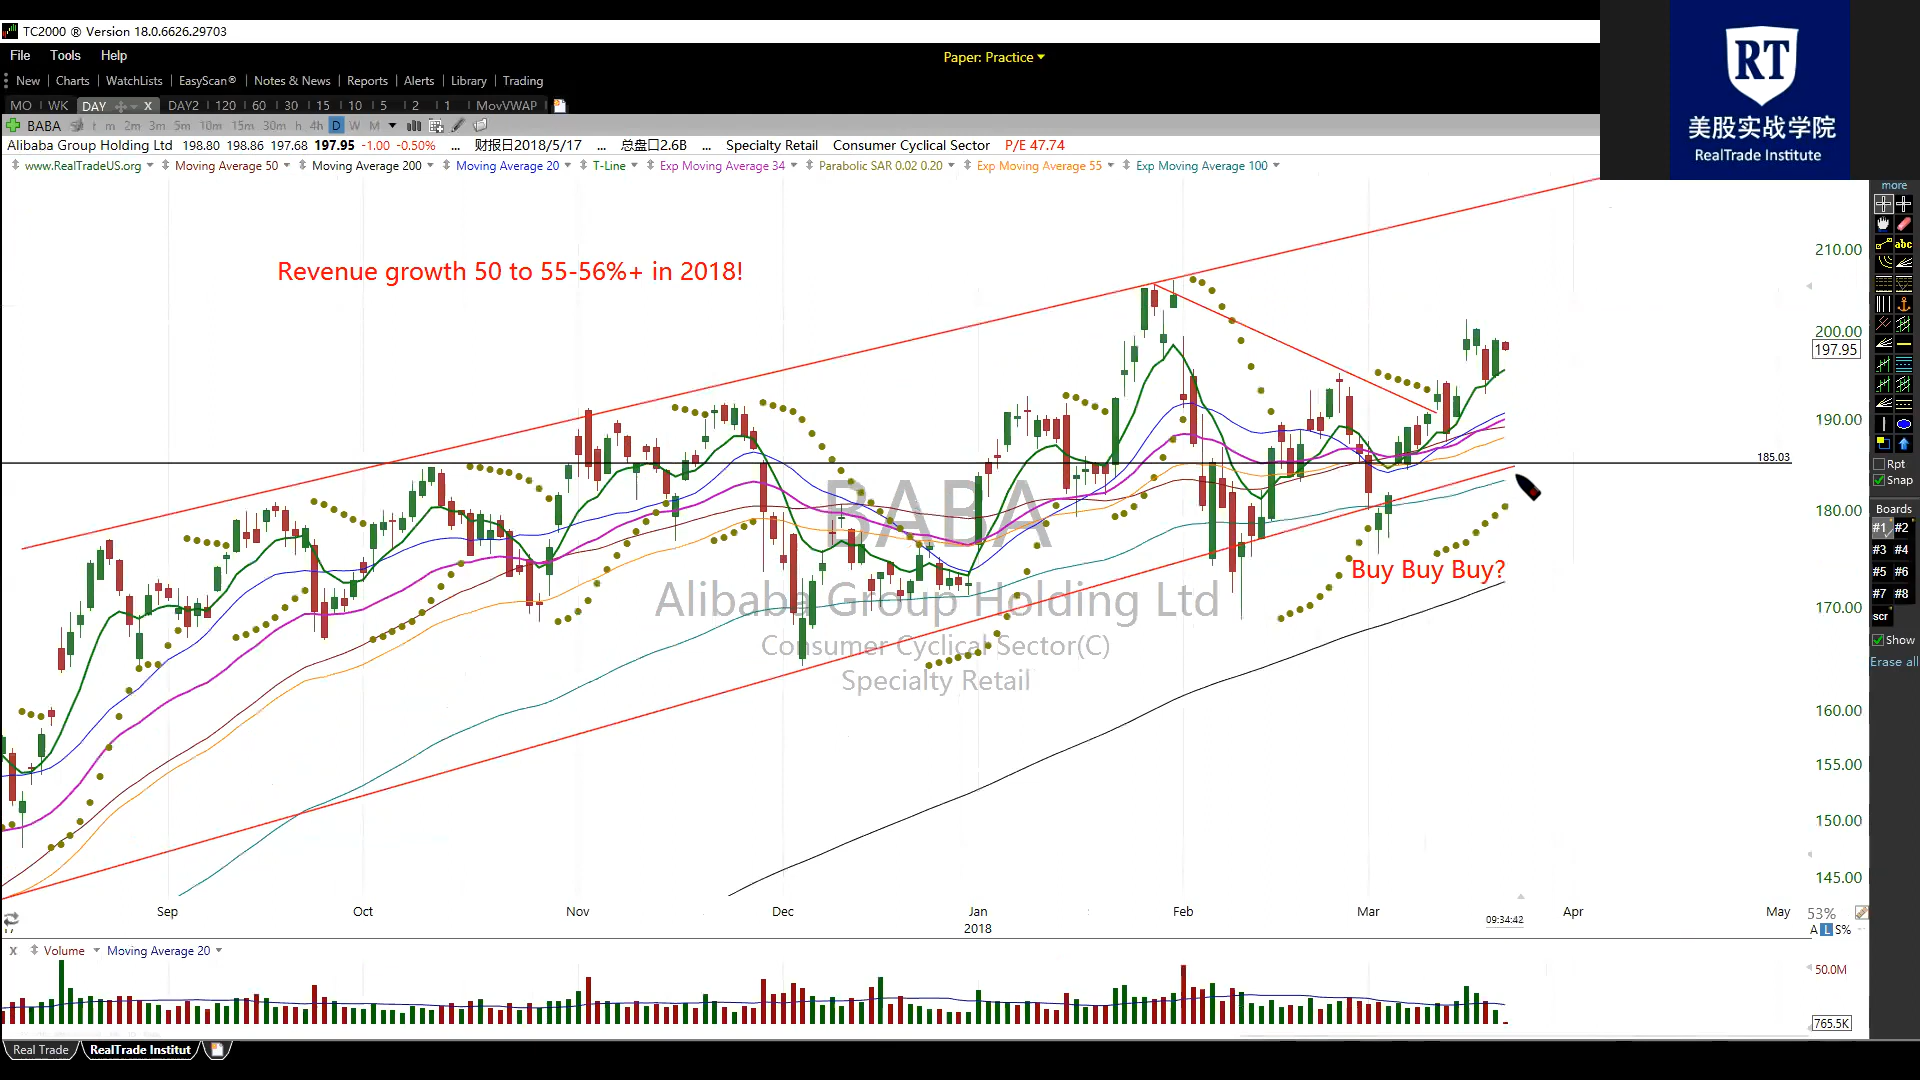 TC2000 ® Version 18.0.6626.29703
File Tools Help
Paper: Practice
RT
美股实战学院
RealTrade Institute
New Charts WatchLists EasyScan® Notes & News Reports Alerts Library Trading
MO WK DAY X DAY2 120 60 30 15 10 5 2 1 MovVWAP
BABA t m 2m 3m 5m 10m 15m 30m h 4h D W M
Alibaba Group Holding Ltd 198.80 198.86 197.68 197.95 -1.00 -0.50% ... 财报日2018/5/17 ... 总盘口2.6B ... Specialty Retail Consumer Cyclical Sector P/E 47.74
www.RealTradeUS.org Moving Average 50 Moving Average 200 Moving Average 20 T-Line Exp Moving Average 34 Parabolic SAR 0.02 0.20 Exp Moving Average 55 Exp Moving Average 100
more
abc
Revenue growth 50 to 55-56%+ in 2018!
210.00
200.00
197.95
190.00
185.03
180.00
170.00
160.00
155.00
150.00
145.00
BABA
Alibaba Group Holding Ltd
Consumer Cyclical Sector(C)
Specialty Retail
Buy Buy Buy?
Rpt
Snap
Boards
#1 #2
#3 #4
#5 #6
#7 #8
scr
Show
Erase all
Sep Oct Nov Dec Jan Feb Mar Apr May
2018
09:34:42
53%
A L S%
X Volume Moving Average 20
50.0M
765.5K
Real Trade RealTrade Institut